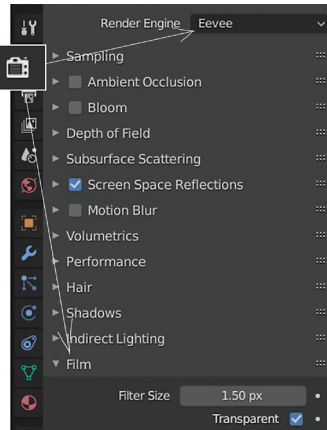 Render Engine Eevee
Sampling
Ambient Occlusion
Bloom
Depth of Field
Subsurface Scattering
Screen Space Reflections
Motion Blur
Volumetrics
Performance
Hair
Shadows
Indirect Lighting
Film
Filter Size 1.50 px
Transparent